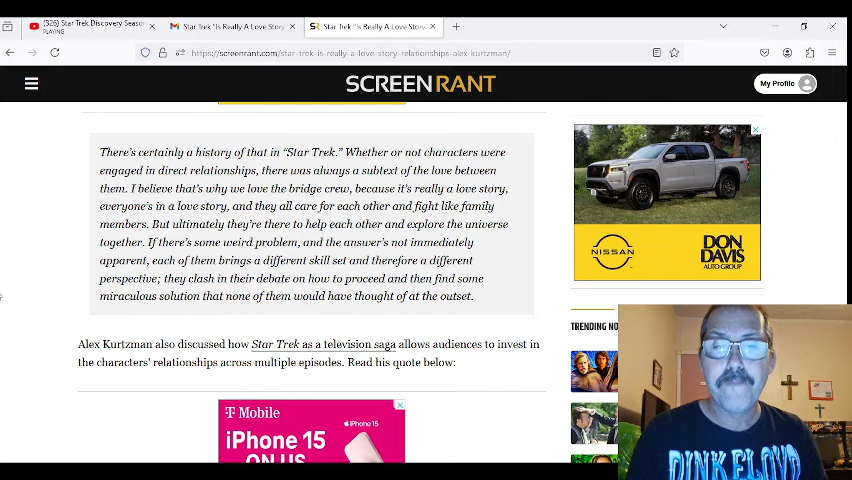 (326) Star Trek Discovery Season
PLAYING
Star Trek "Is Really A Love Story
Star Trek "Is Really A Love Story
https://screenrant.com/star-trek-is-really-a-love-story-relationships-alex-kurtzman/
SCREENRANT
My Profile
There's certainly a history of that in "Star Trek." Whether or not characters were
engaged in direct relationships, there was always a subtext of the love between
them. I believe that's why we love the bridge crew, because it's really a love story,
everyone's in a love story, and they all care for each other and fight like family
members. But ultimately they're there to help each other and explore the universe
together. If there's some weird problem, and the answer's not immediately
apparent, each of them brings a different skill set and therefore a different
perspective; they clash in their debate on how to proceed and then find some
miraculous solution that none of them would have thought of at the outset.
NISSAN
DON
DAVIS
AUTO GROUP
Alex Kurtzman also discussed how Star Trek as a television saga allows audiences to invest in
the characters' relationships across multiple episodes. Read his quote below:
TRENDING NO
T Mobile
iPhone 15
iPhone 15
ON US
PINK FLOYD